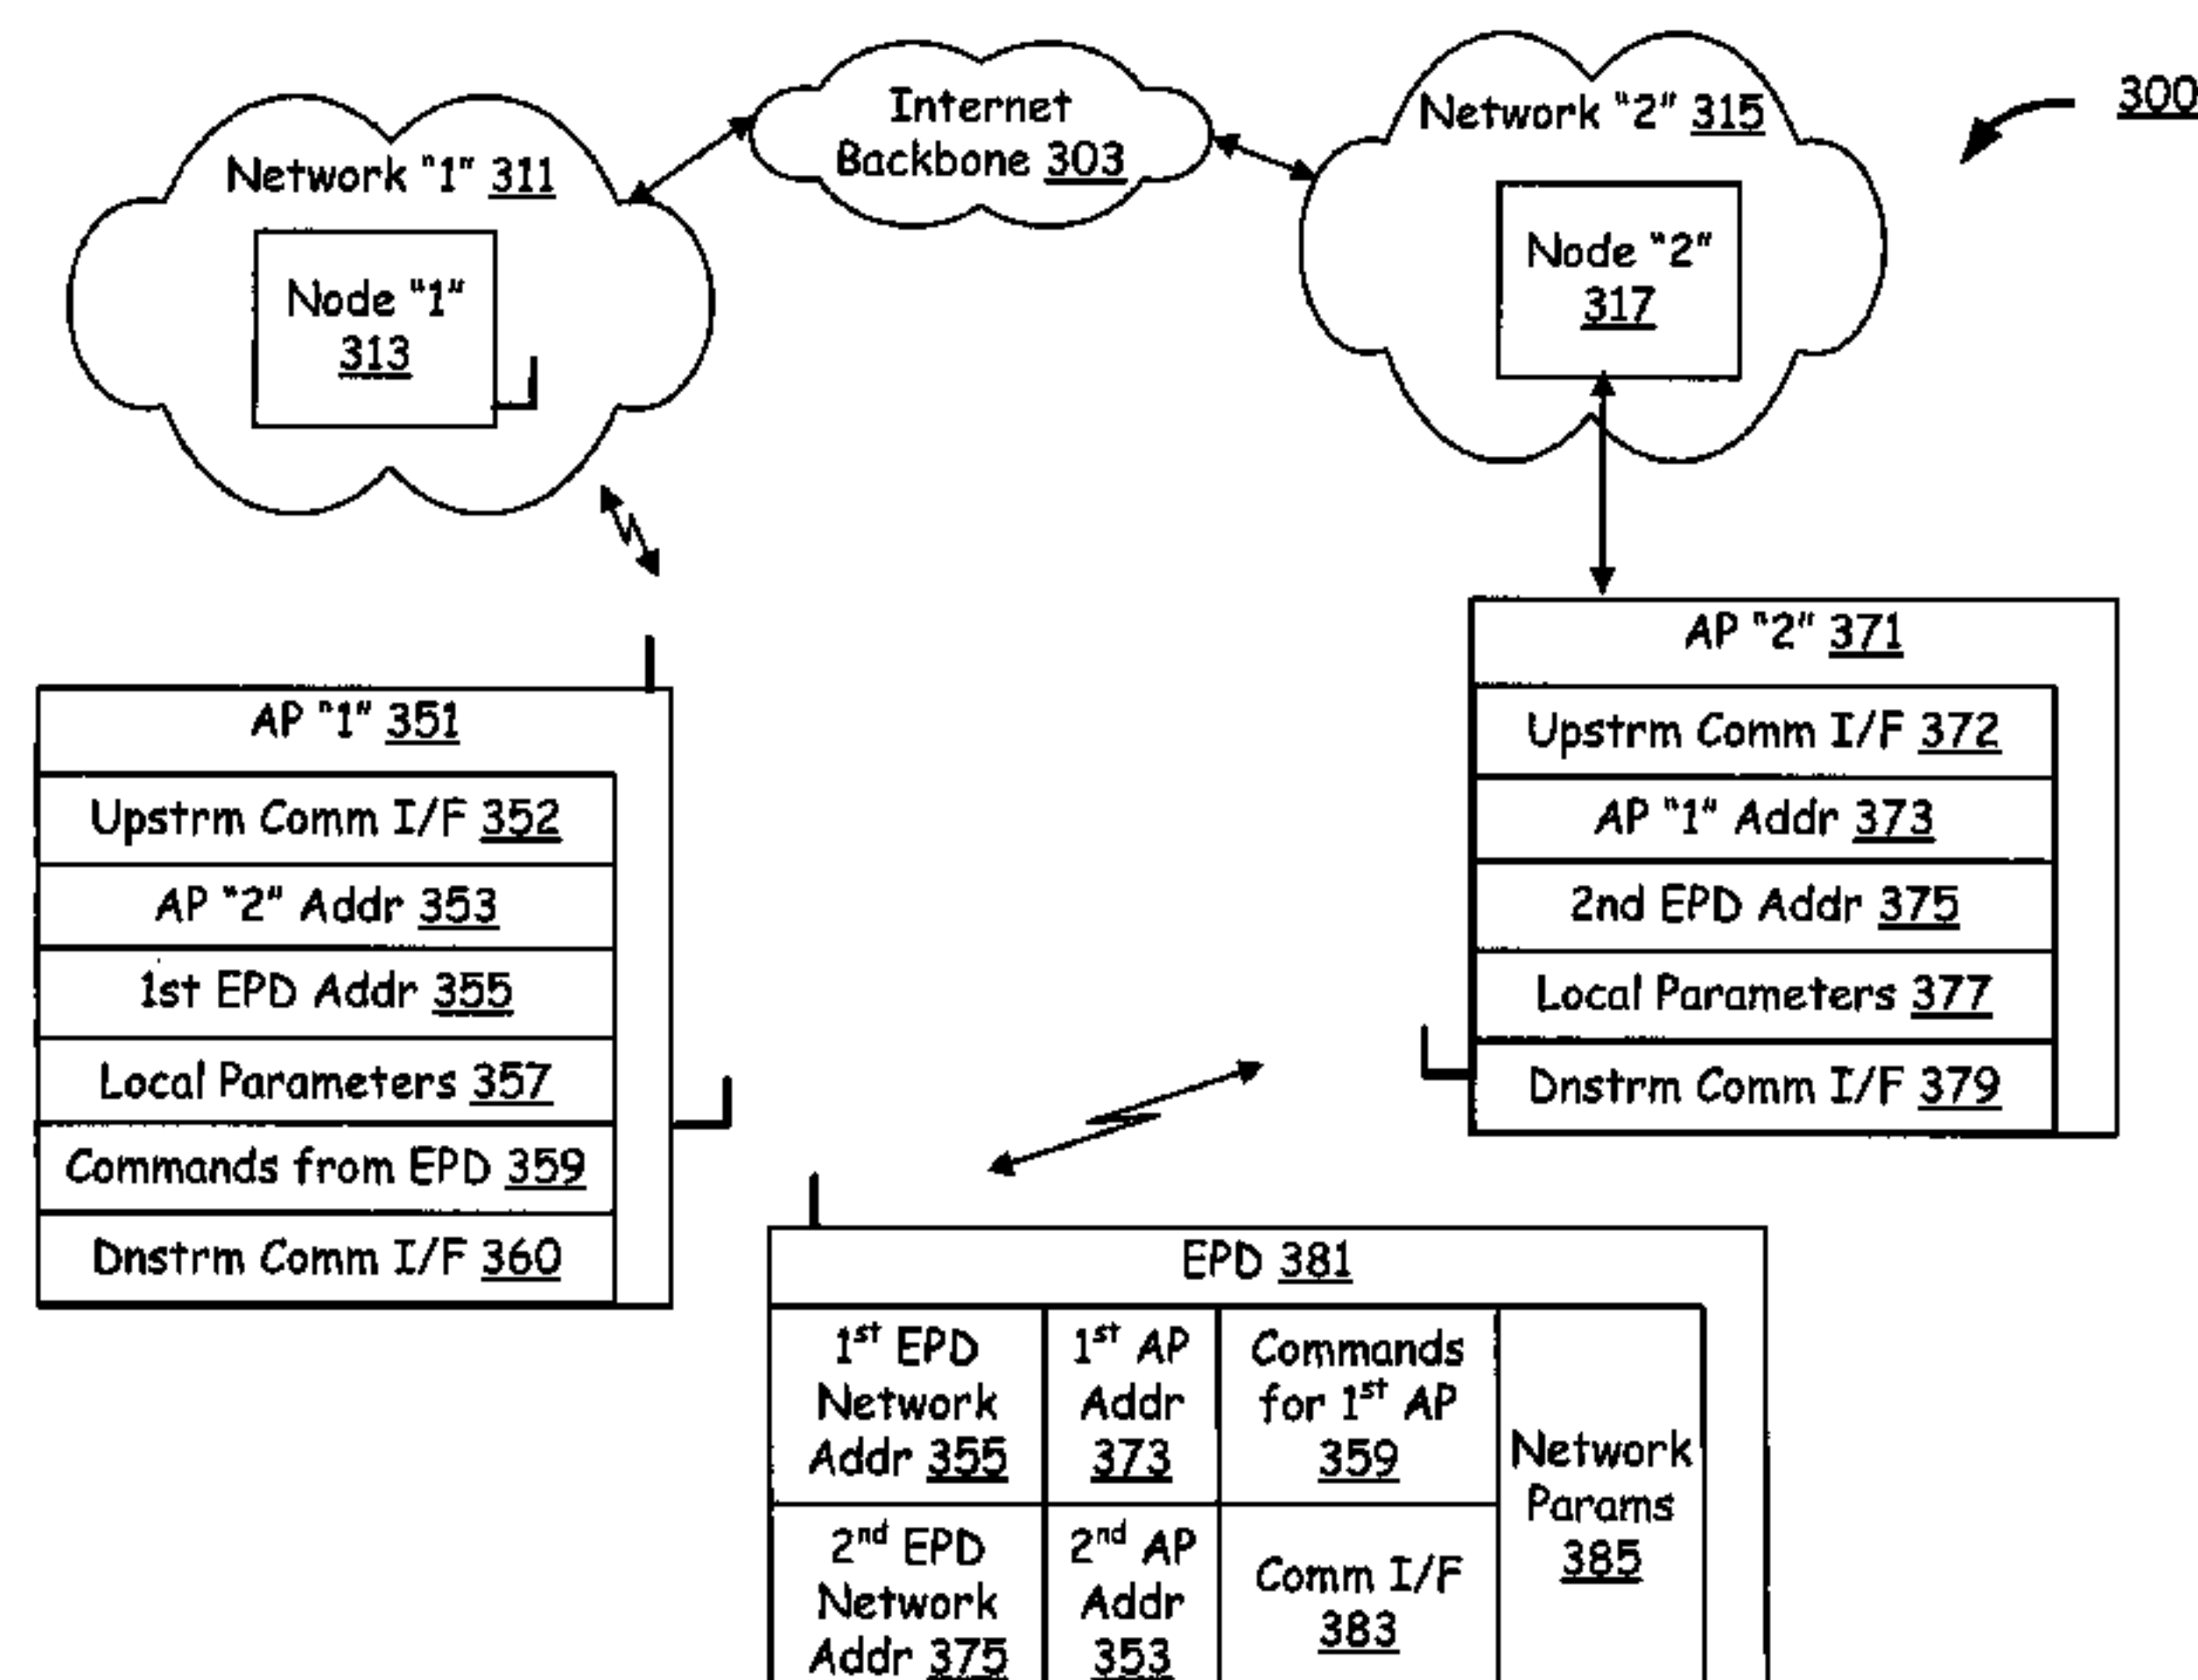 Internet
Backbone 303
Network "2" 315
300
Network "1" 311
Node "1"
313
Node "2"
317
AP "1" 351
Upstrm Comm I/F 352
AP "2" Addr 353
1st EPD Addr 355
Local Parameters 357
Commands from EPD 359
Dnstrm Comm I/F 360
AP "2" 371
Upstrm Comm I/F 372
AP "1" Addr 373
2nd EPD Addr 375
Local Parameters 377
Dnstrm Comm I/F 379
EPD 381
1st EPD
Network
Addr 355
1st AP
Addr
373
Commands
for 1st AP
359
Network
Params
385
2nd EPD
Network
Addr 375
2nd AP
Addr
353
Comm I/F
383